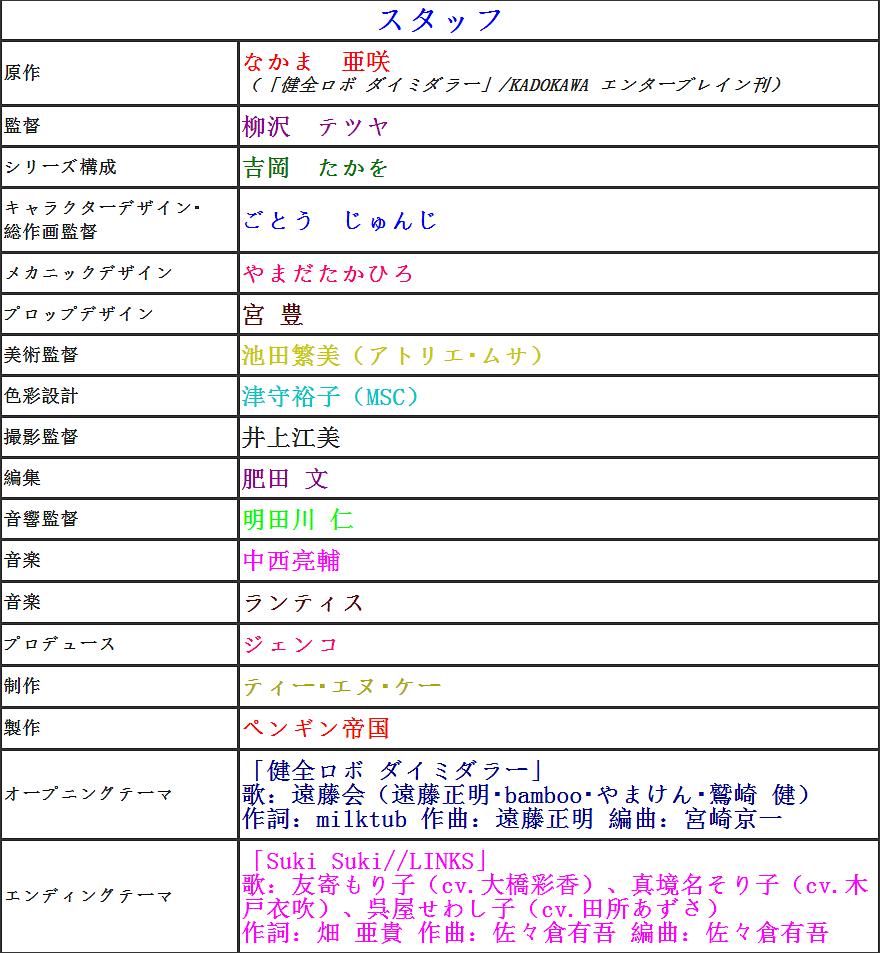 スタッフ
原作
なかま　亜咲
（「健全ロボ ダイミダラー」/KADOKAWA エンターブレイン刊）
監督
柳沢　テツヤ
シリーズ構成
吉岡　たかを
キャラクターデザイン・
総作画監督
ごとう　じゅんじ
メカニックデザイン
やまだたかひろ
プロップデザイン
宮 豊
美術監督
池田繁美（アトリエ・ムサ）
色彩設計
津守裕子（MSC）
撮影監督
井上江美
編集
肥田 文
音響監督
明田川 仁
音楽
中西亮輔
音楽
ランティス
プロデュース
ジェンコ
制作
ティー・エヌ・ケー
製作
ペンギン帝国
オープニングテーマ
「健全ロボ ダイミダラー」
歌: 遠藤会（遠藤正明・bamboo・やまけん・鷲崎 健）
作詞: milktub 作曲: 遠藤正明 編曲: 宮崎京一
エンディングテーマ
「Suki Suki//LINKS」
歌: 友寄もり子（cv.大橋彩香）、真境名そり子（cv.木
戸衣吹）、呉屋せわし子（cv.田所あずさ）
作詞: 畑 亜貴 作曲: 佐々倉有吾 編曲: 佐々倉有吾